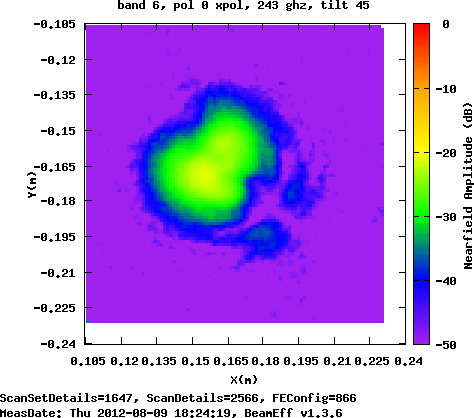 band 6, pol 0 xpol, 243 ghz, tilt 45
-0.105
-0.12
-0.135
-0.15
-0.165
-0.18
-0.195
-0.21
-0.225
-0.24
Y(m)
0.105 0.12 0.135 0.15 0.165 0.18 0.195 0.21 0.225 0.24
X(m)
0
-10
-20
-30
-40
-50
Nearfield Amplitude (dB)
ScanSetDetails=1647, ScanDetails=2566, FEConfig=866
MeasDate: Thu 2012-08-09 18:24:19, BeamEff v1.3.6